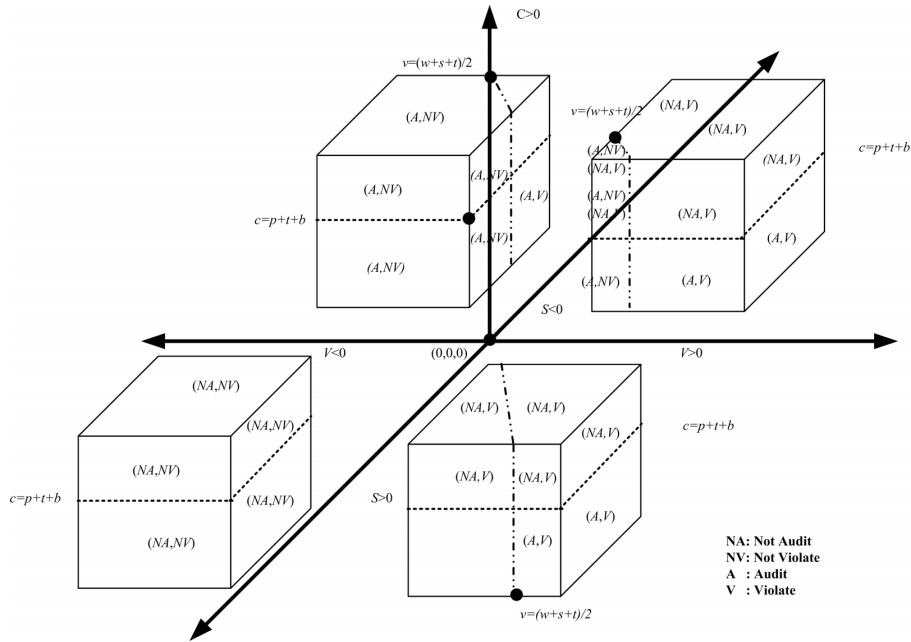 C>0
v=(w+s+t)/2
v=(w+s+t)/2
(NA,V)
(A,NV)
(NA,V)
(A,NV)
c=p+t+b
(NA,V)
(NA,V)
(A,NV)
(A,NV)
(A,V)
(A,NV)
c=p+t+b
(NA,V)
(NA,V)
(A,NV)
(A,V)
(A,NV)
(A,NV)
(A,V)
S<0
V<0
(0,0,0)
V>0
(NA,NV)
(NA,V)
(NA,V)
(NA,NV)
(NA,V)
c=p+t+b
(NA,NV)
(NA,V)
(NA,V)
c=p+t+b
(NA,NV)
S>0
(A,V)
(NA,NV)
(A,V)
NA: Not Audit
NV: Not Violate
A : Audit
V : Violate
v=(w+s+t)/2